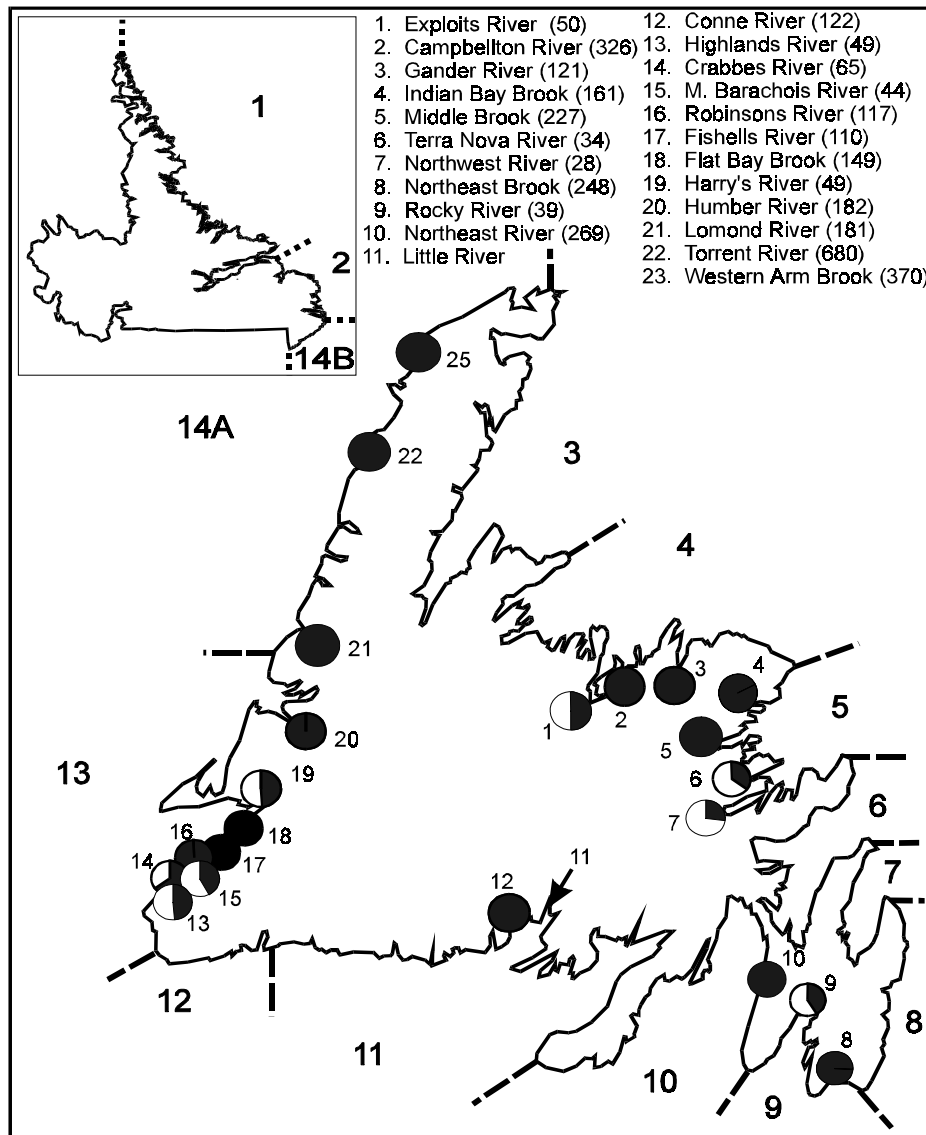 1. Exploits River (50)
2. Campbellton River (326)
3. Gander River (121)
4. Indian Bay Brook (161)
5. Middle Brook (227)
6. Terra Nova River (34)
7. Northwest River (28)
8. Northeast Brook (248)
9. Rocky River (39)
10. Northeast River (269)
11. Little River
12. Conne River (122)
13. Highlands River (49)
14. Crabbes River (65)
15. M. Barachois River (44)
16. Robinsons River (117)
17. Fishells River (110)
18. Flat Bay Brook (149)
19. Harry's River (49)
20. Humber River (182)
21. Lomond River (181)
22. Torrent River (680)
23. Western Arm Brook (370)
1
2
14B
14A
25
22
3
4
21
3
4
2
1
5
5
20
13
19
6
6
7
18
16
17
14
15
11
12
7
13
10
9
12
8
8
11
10
9